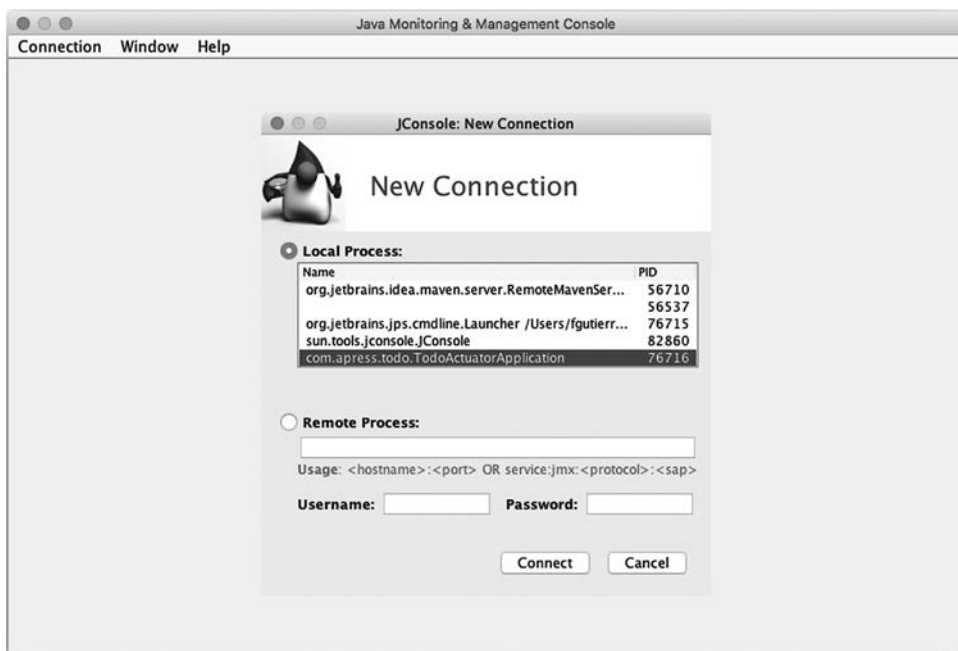 Java Monitoring & Management Console
Connection Window Help
JConsole: New Connection
New Connection
Local Process:
Name PID
org.jetbrains.idea.maven.server.RemoteMavenSer... 56710
56537
org.jetbrains.jps.cmdline.Launcher /Users/fgutierr... 76715
sun.tools.jconsole.JConsole 82860
com.apress.todo.TodoActuatorApplication 76716
Remote Process:
Usage: <hostname>:<port> OR service:jmx:<protocol>:<sap>
Username: Password:
Connect Cancel